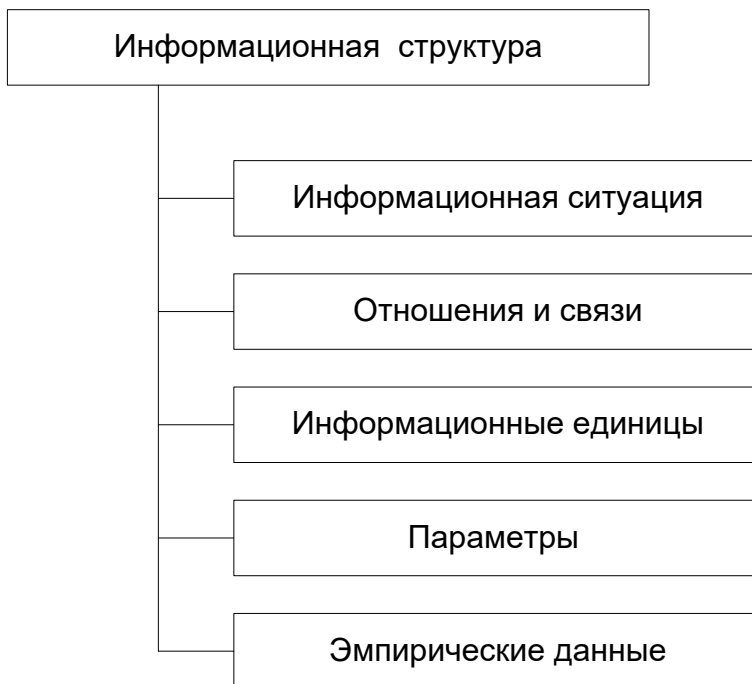 Информационная структура
Информационная ситуация
Отношения и связи
Информационные единицы
Параметры
Эмпирические данные